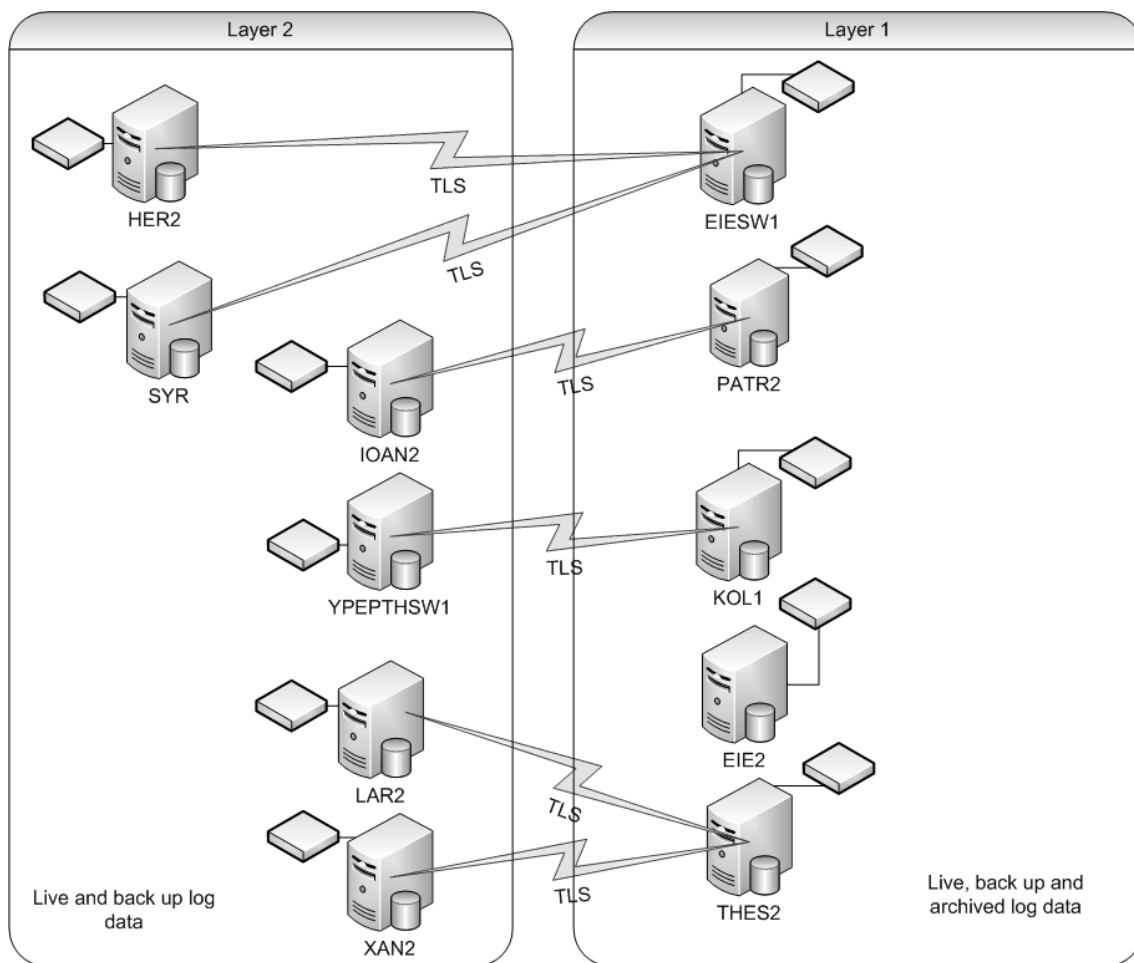 Layer 2
Layer 1
HER2
TLS
EIESW1
SYR
TLS
PATR2
IOAN2
TLS
YPEPTHSW1
TLS
KOL1
LAR2
TLS
EIE2
XAN2
TLS
THES2
Live and back up log
data
Live, back up and
archived log data